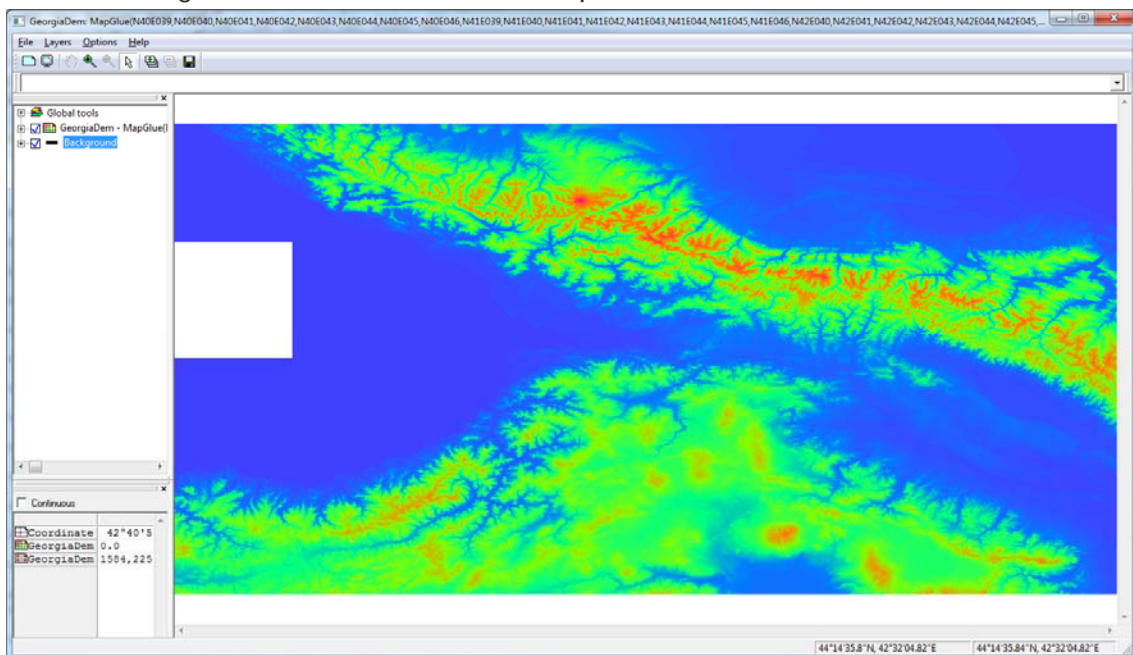 GeorgiaDem: MapGlue(N40E039,N40E040,N40E041,N40E042,N40E043,N40E044,N40E045,N40E046,N41E039,N41E040,N41E041,N41E042,N41E043,N41E044,N41E045,N41E046,N42E040,N42E041,N42E042,N42E043,N42E044,N42E045,...
File Layers Options Help
Global tools
GeorgiaDem - MapGlue(
Background
Continuous
Coordinate 42°40'5
GeorgiaDem 0.0
GeorgiaDem 1584,225
44°14'35.8"N, 42°32'04.82"E 44°14'35.84"N, 42°32'04.82"E